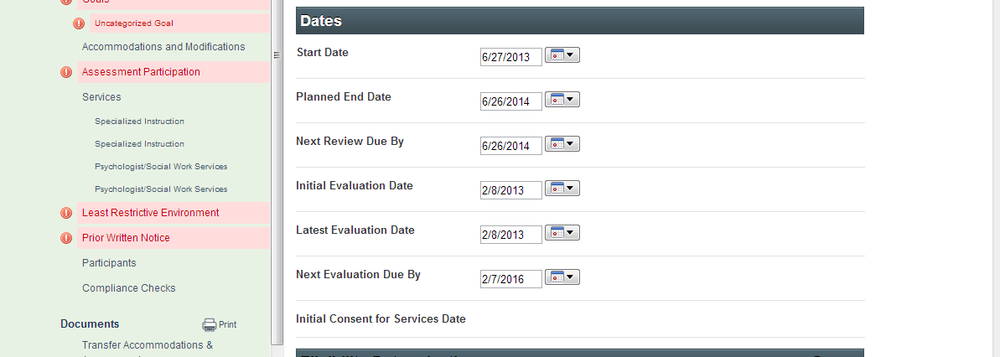 Goals
Uncategorized Goal
Accommodations and Modifications
Assessment Participation
Services
Specialized Instruction
Specialized Instruction
Psychologist/Social Work Services
Psychologist/Social Work Services
Least Restrictive Environment
Prior Written Notice
Participants
Compliance Checks
Documents
Print
Transfer Accommodations &
Dates
Start Date
6/27/2013
Planned End Date
6/26/2014
Next Review Due By
6/26/2014
Initial Evaluation Date
2/8/2013
Latest Evaluation Date
2/8/2013
Next Evaluation Due By
2/7/2016
Initial Consent for Services Date